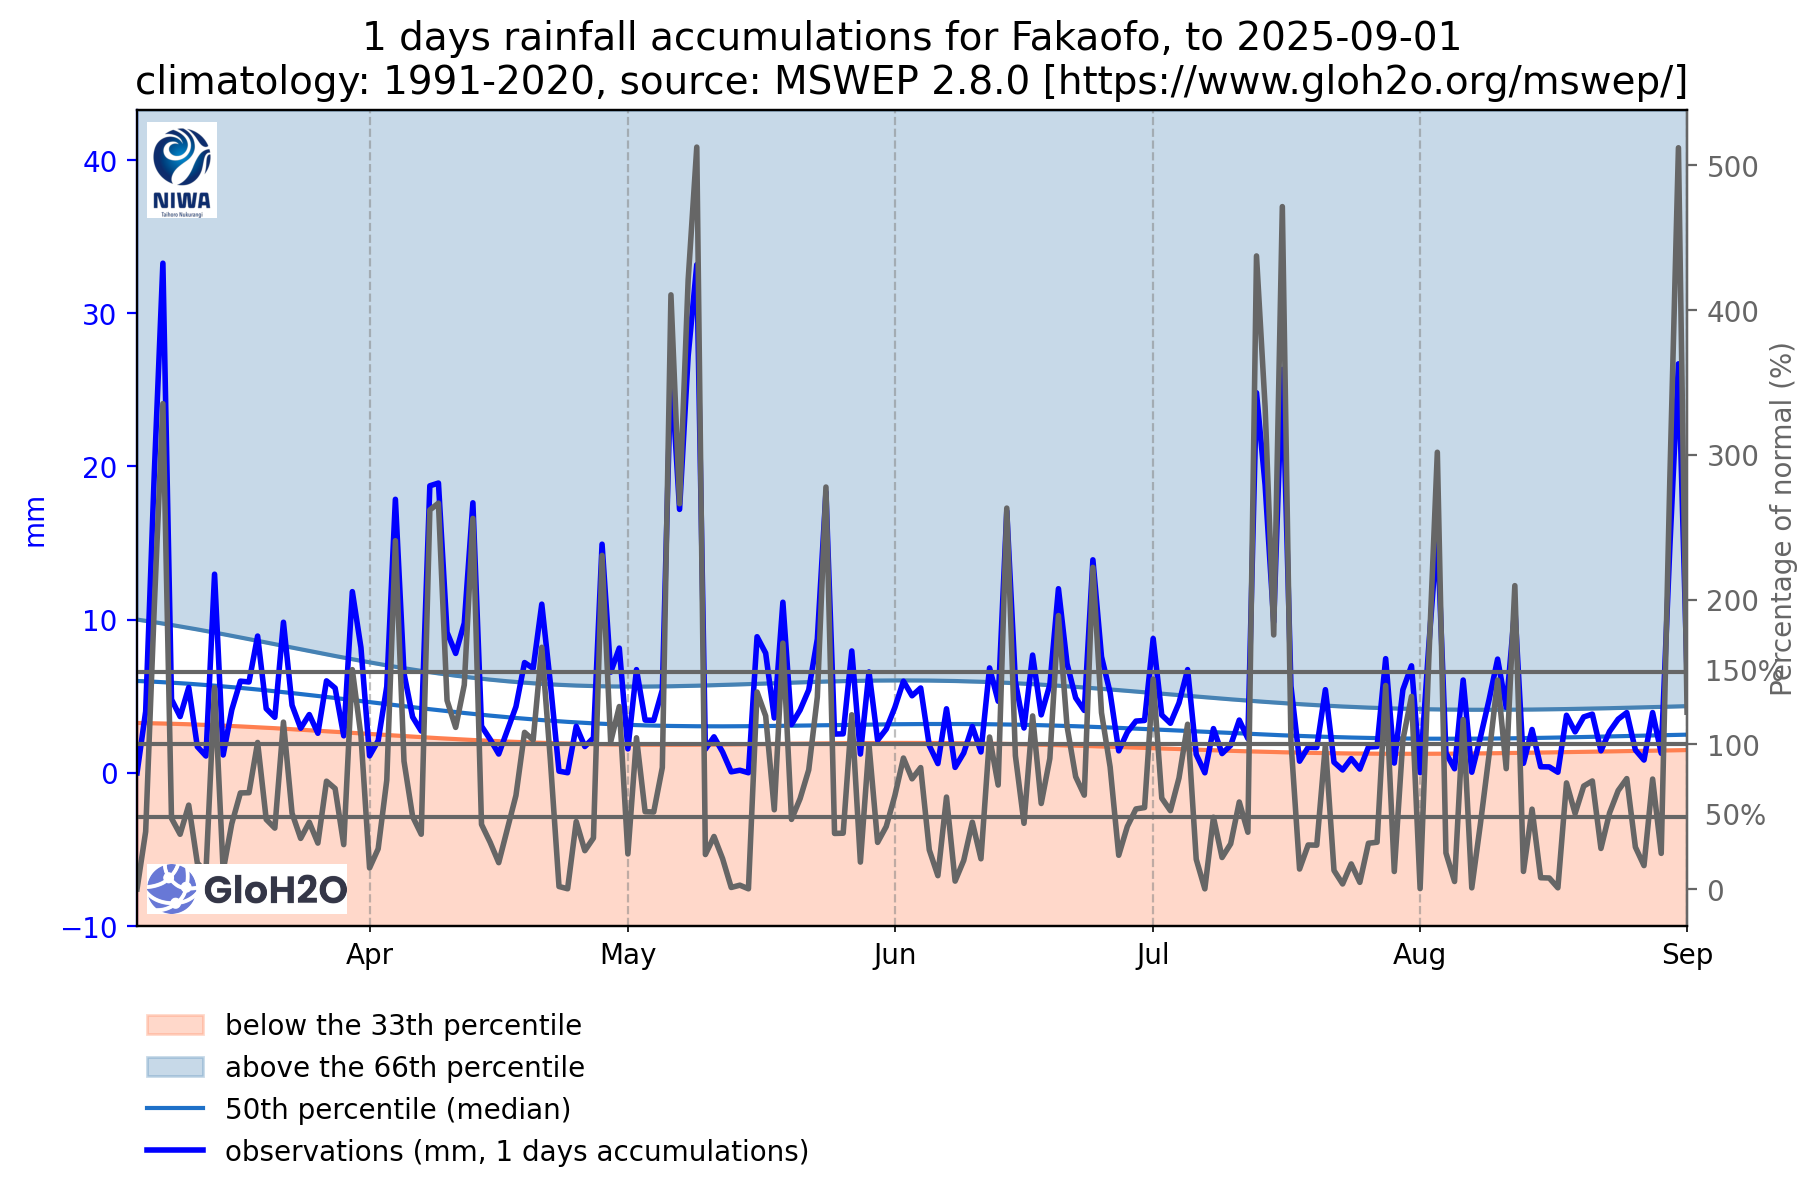 1 days rainfall accumulations for Fakaofo, to 2025-09-01
climatology: 1991-2020, source: MSWEP 2.8.0 [https://www.gloh2o.org/mswep/]
NIWA
Taihoro Nukurangi
40
30
20
10
0
−10
mm
500
400
300
200
150%
100
50%
0
Percentage of normal (%)
GloH2O
Apr
May
Jun
Jul
Aug
Sep
below the 33th percentile
above the 66th percentile
50th percentile (median)
observations (mm, 1 days accumulations)